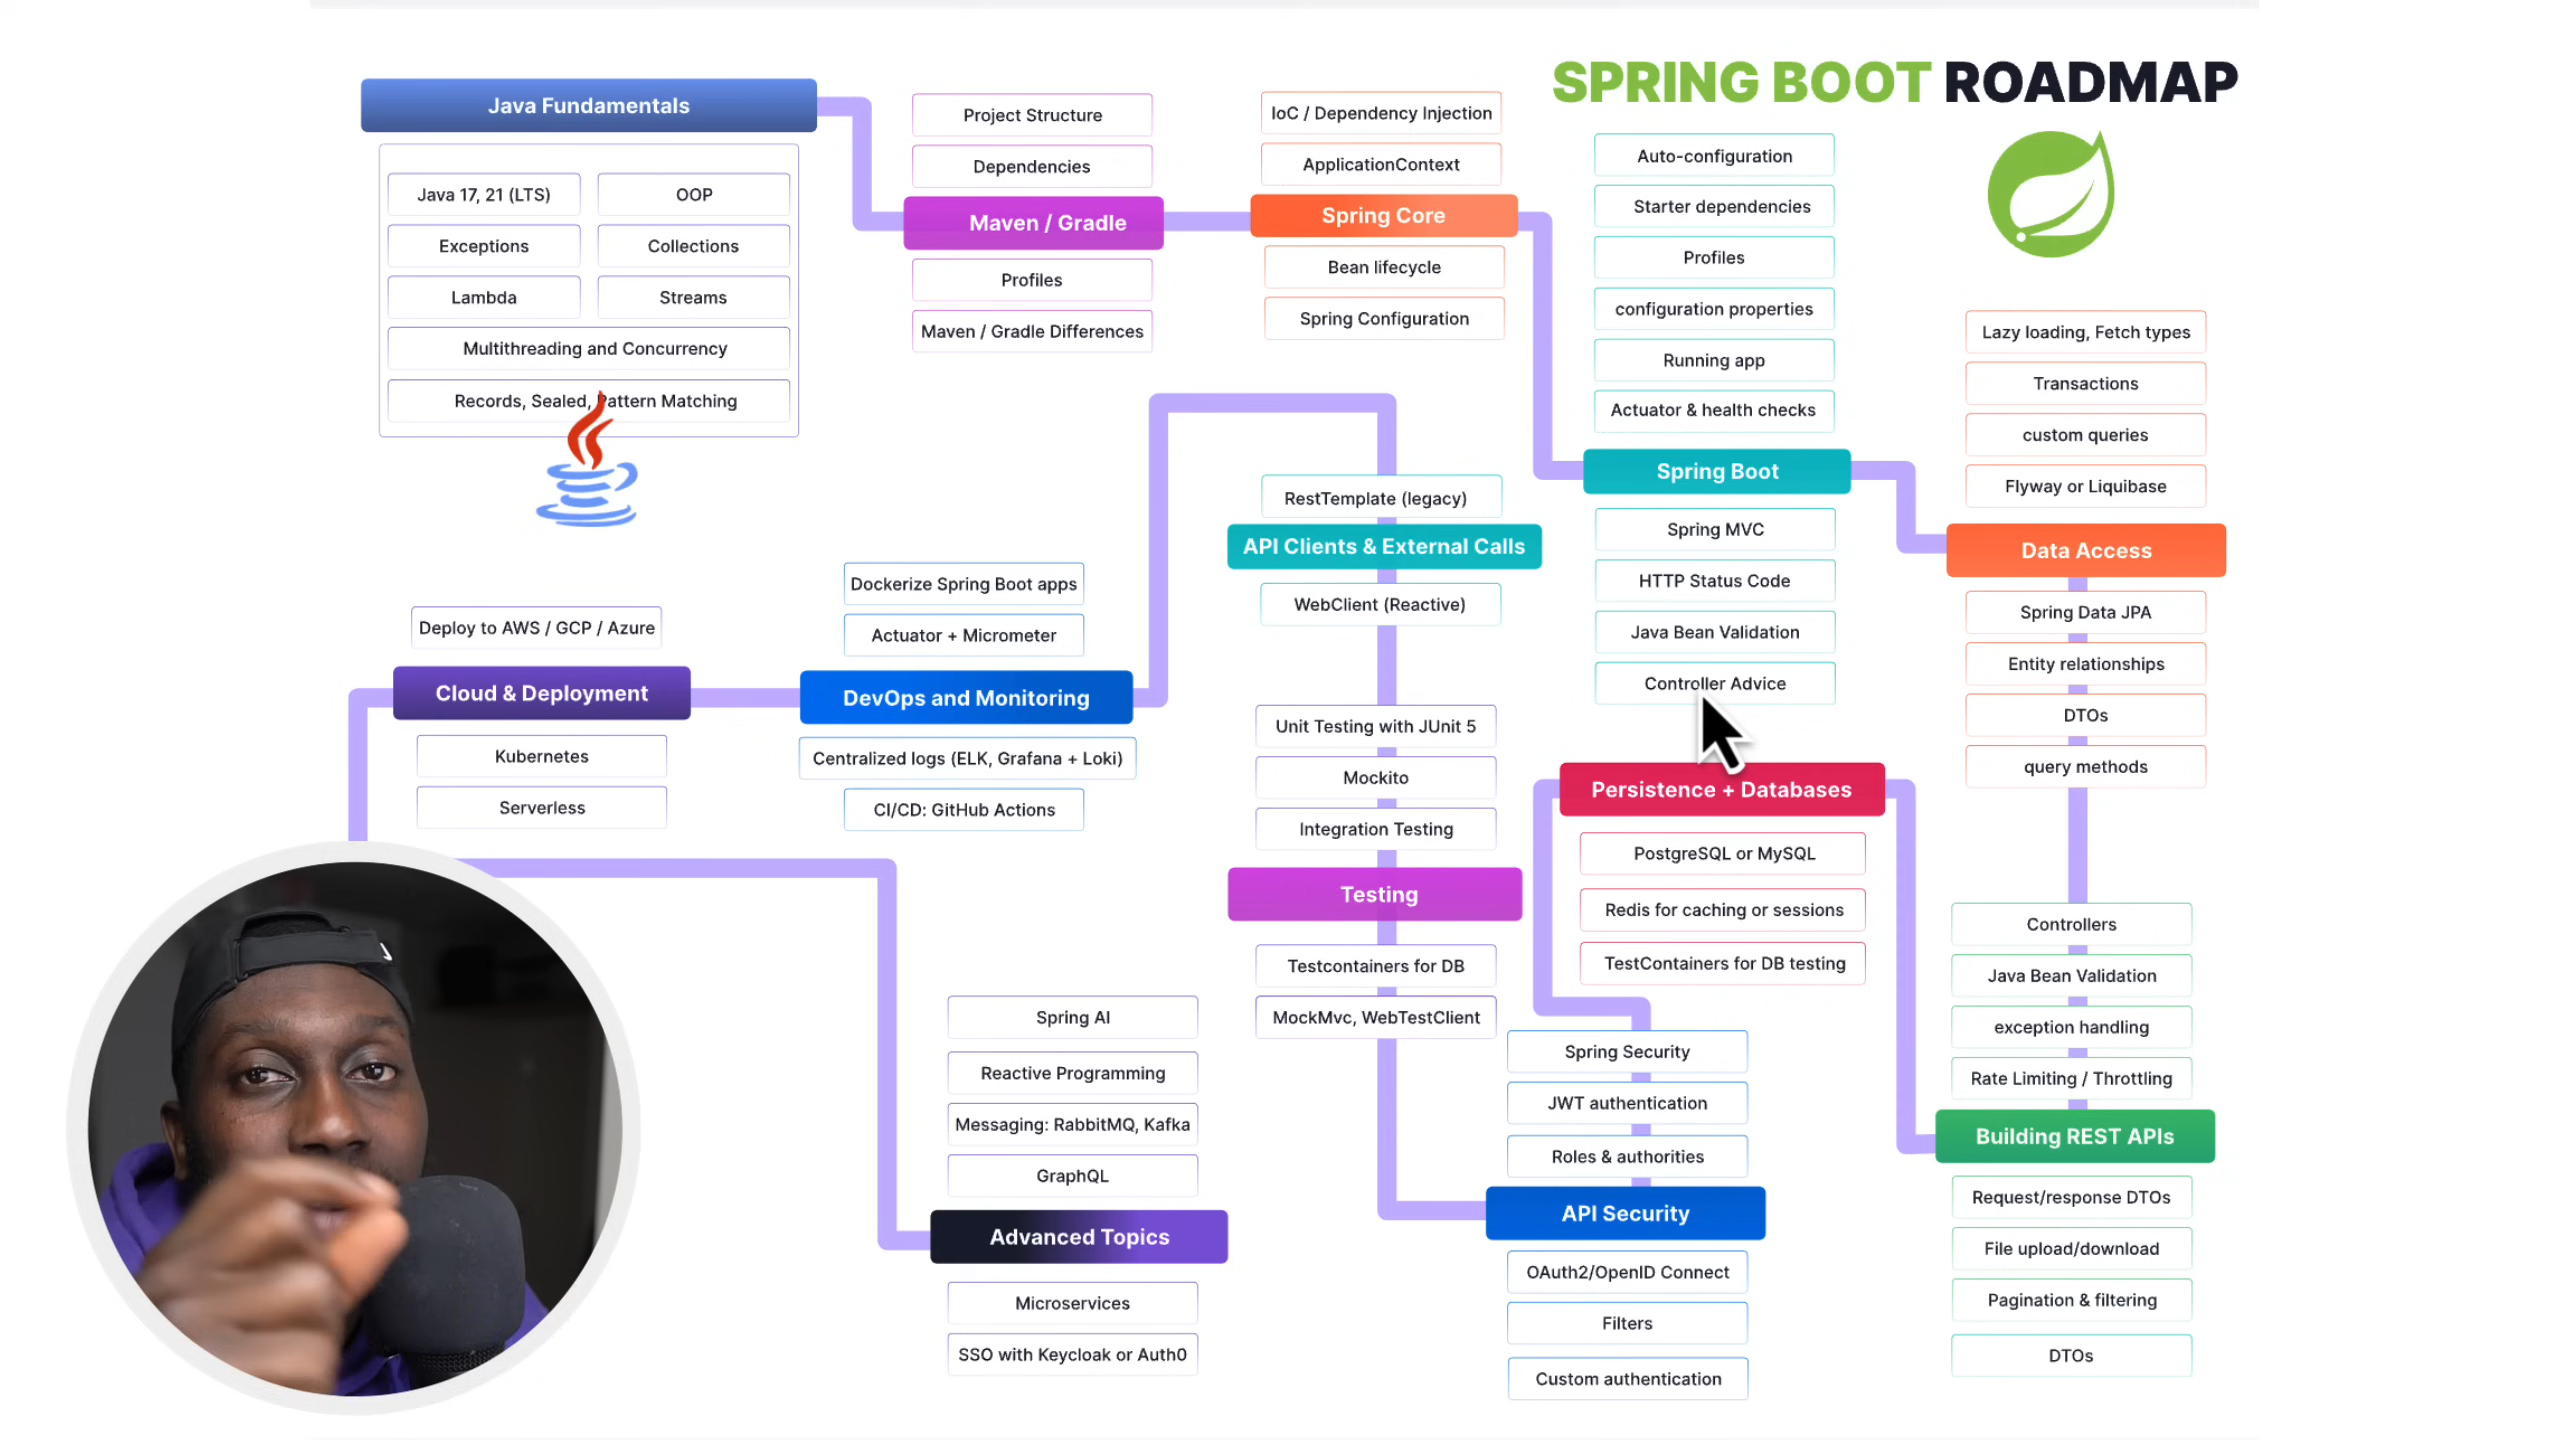 SPRING BOOT ROADMAP
Java Fundamentals
Java 17, 21 (LTS)
OOP
Exceptions
Collections
Lambda
Streams
Multithreading and Concurrency
Records, Sealed, Pattern Matching
Project Structure
Dependencies
Maven / Gradle
Profiles
Maven / Gradle Differences
IoC / Dependency Injection
ApplicationContext
Spring Core
Bean lifecycle
Spring Configuration
Auto-configuration
Starter dependencies
Profiles
configuration properties
Running app
Actuator & health checks
Spring Boot
Spring MVC
HTTP Status Code
Java Bean Validation
Controller Advice
Lazy loading, Fetch types
Transactions
custom queries
Flyway or Liquibase
Data Access
Spring Data JPA
Entity relationships
DTOs
query methods
Controllers
Java Bean Validation
exception handling
Rate Limiting / Throttling
Building REST APIs
Request/response DTOs
File upload/download
Pagination & filtering
DTOs
Persistence + Databases
PostgreSQL or MySQL
Redis for caching or sessions
TestContainers for DB testing
Spring Security
JWT authentication
Roles & authorities
API Security
OAuth2/OpenID Connect
Filters
Custom authentication
RestTemplate (legacy)
API Clients & External Calls
WebClient (Reactive)
Unit Testing with JUnit 5
Mockito
Integration Testing
Testing
Testcontainers for DB
MockMvc, WebTestClient
Dockerize Spring Boot apps
Actuator + Micrometer
DevOps and Monitoring
Centralized logs (ELK, Grafana + Loki)
CI/CD: GitHub Actions
Deploy to AWS / GCP / Azure
Cloud & Deployment
Kubernetes
Serverless
Spring AI
Reactive Programming
Messaging: RabbitMQ, Kafka
GraphQL
Advanced Topics
Microservices
SSO with Keycloak or Auth0